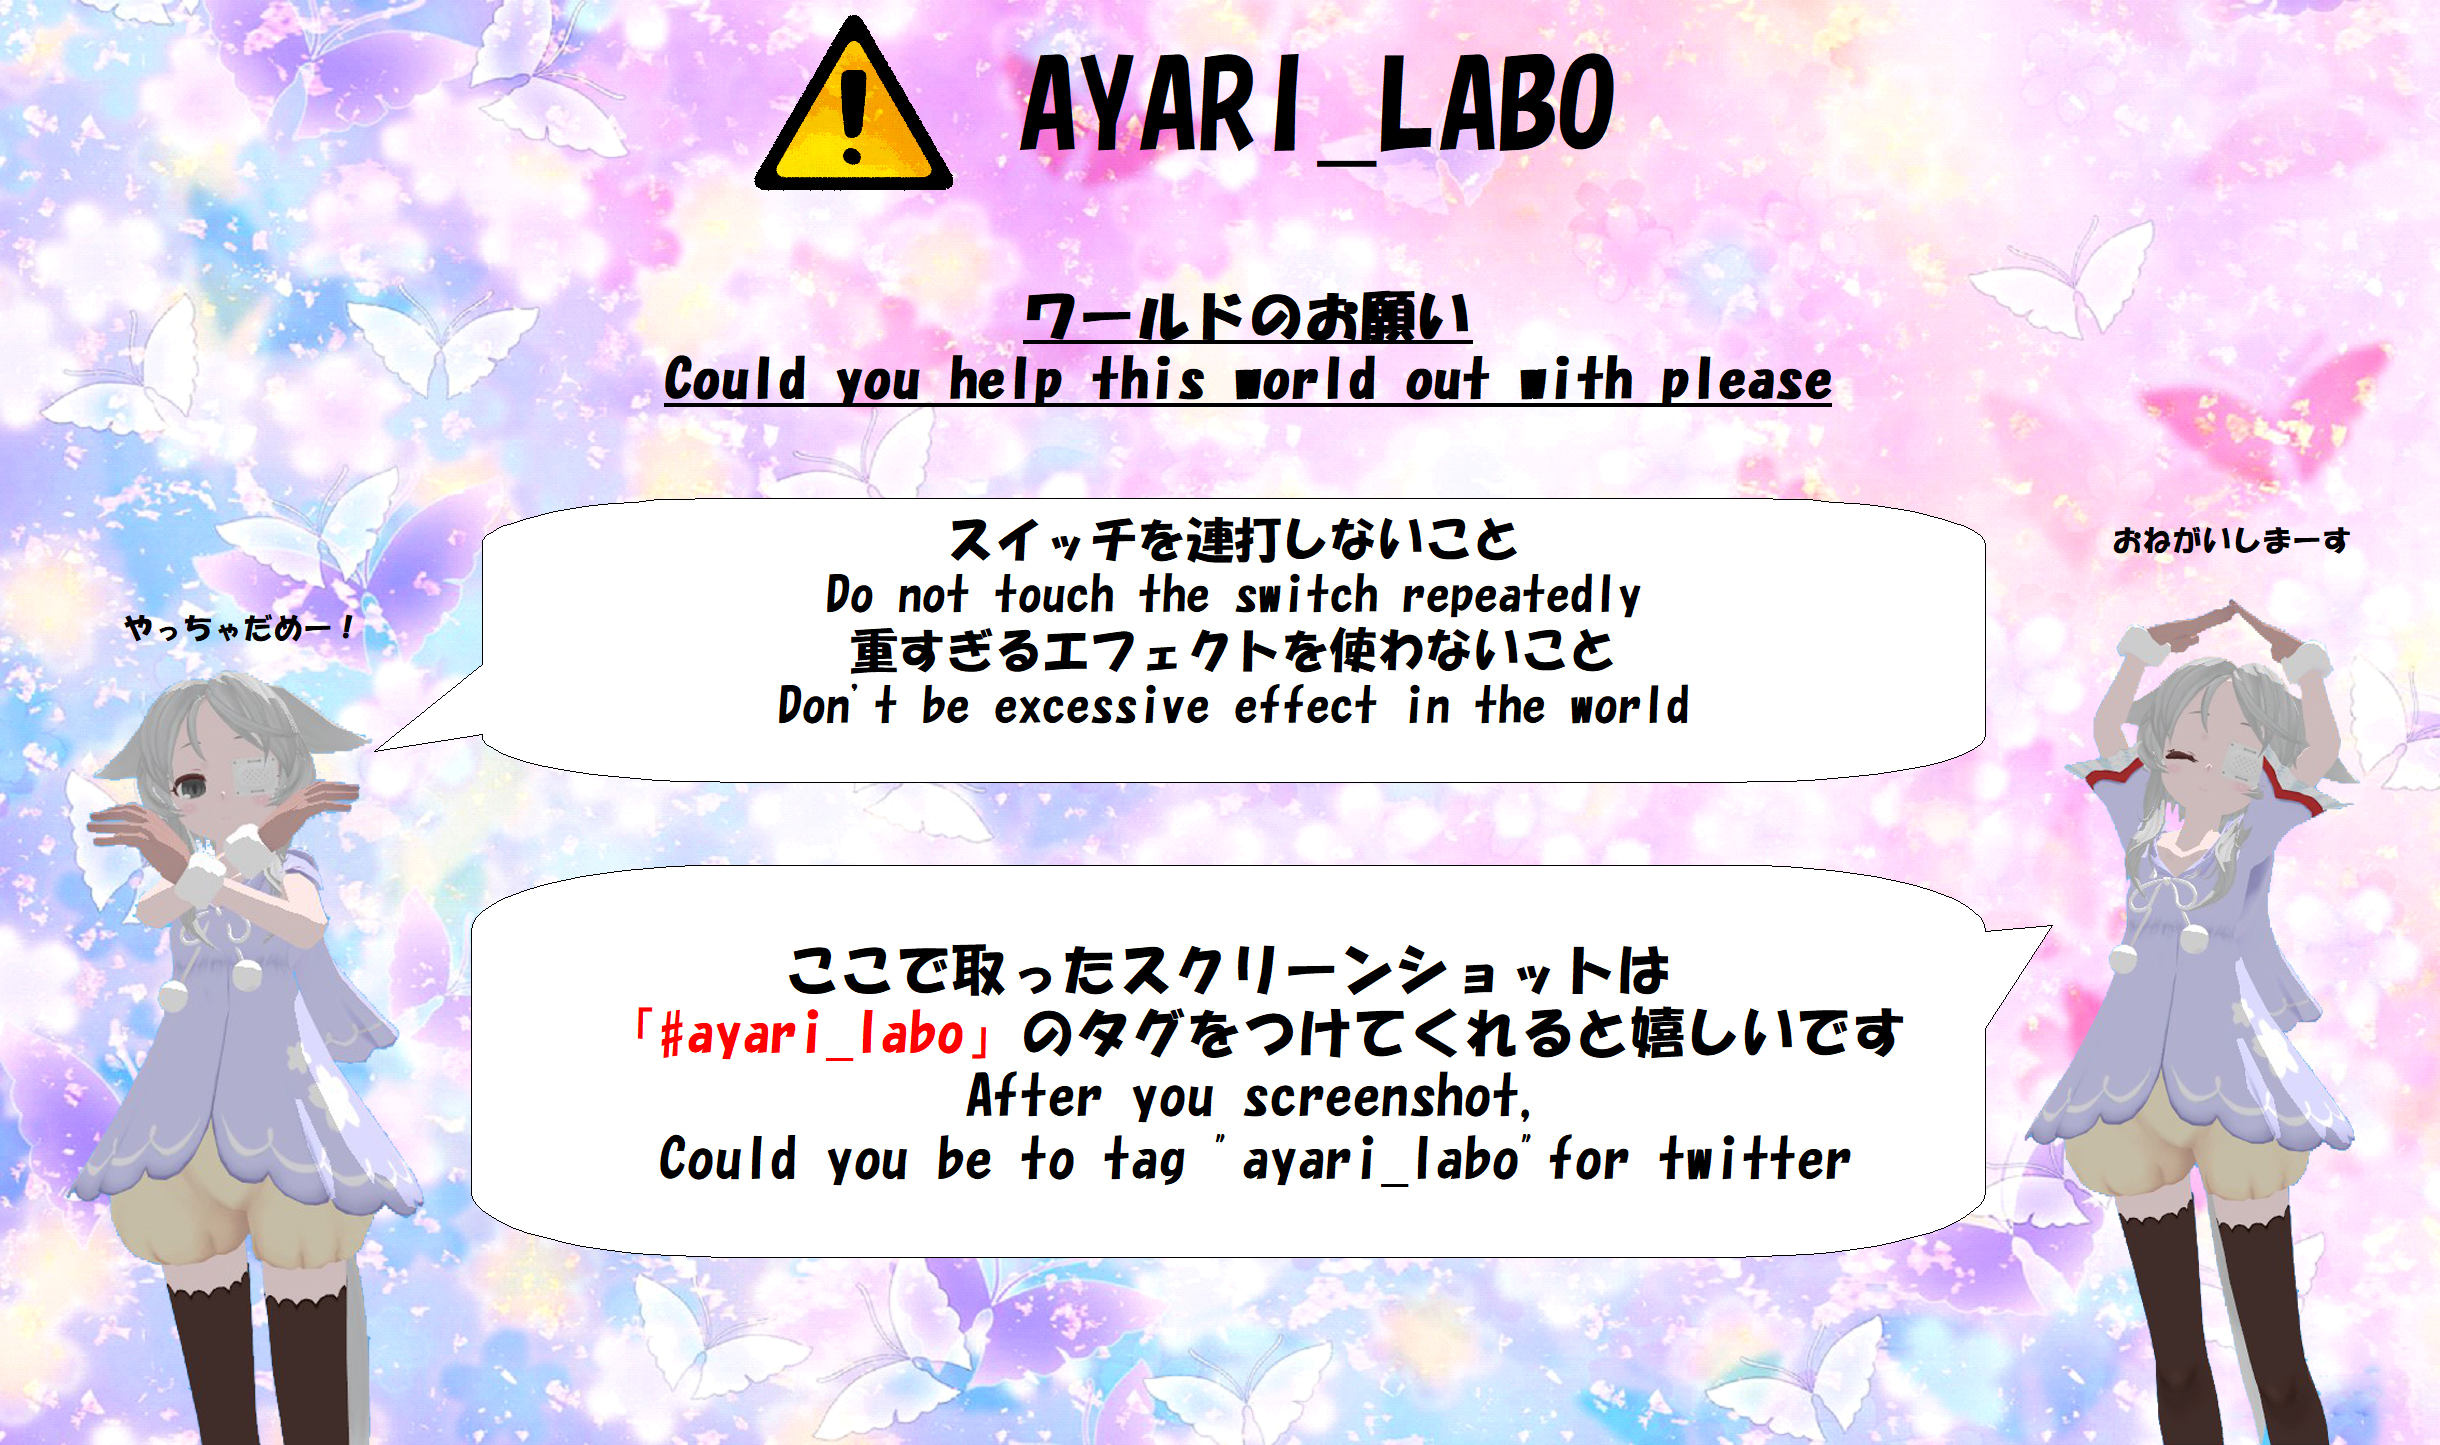 AYARI_LABO
ワールドのお願い
Could you help this world out with please
スイッチを連打しないこと
Do not touch the switch repeatedly
重すぎるエフェクトを使わないこと
Don't be excessive effect in the world
やっちゃだめー！
おねがいしまーす
ここで取ったスクリーンショットは
「#ayari_labo」のタグをつけてくれると嬉しいです
After you screenshot,
Could you be to tag "ayari_labo"for twitter